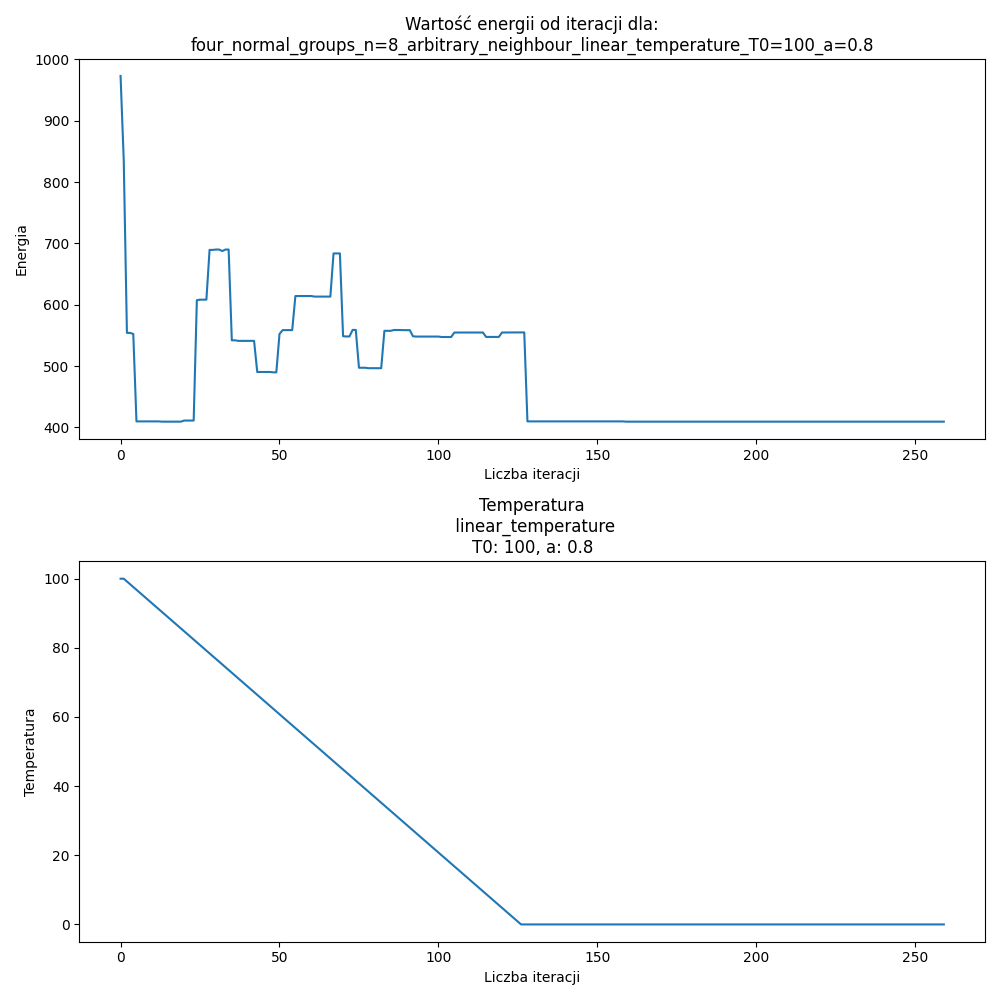 Wartość energii od iteracji dla:
four_normal_groups_n=8_arbitrary_neighbour_linear_temperature_T0=100_a=0.8
1000
900
800
700
600
500
400
Energia
0 50 100 150 200 250
Liczba iteracji
Temperatura
linear_temperature
T0: 100, a: 0.8
100
80
60
40
20
0
Temperatura
0 50 100 150 200 250
Liczba iteracji